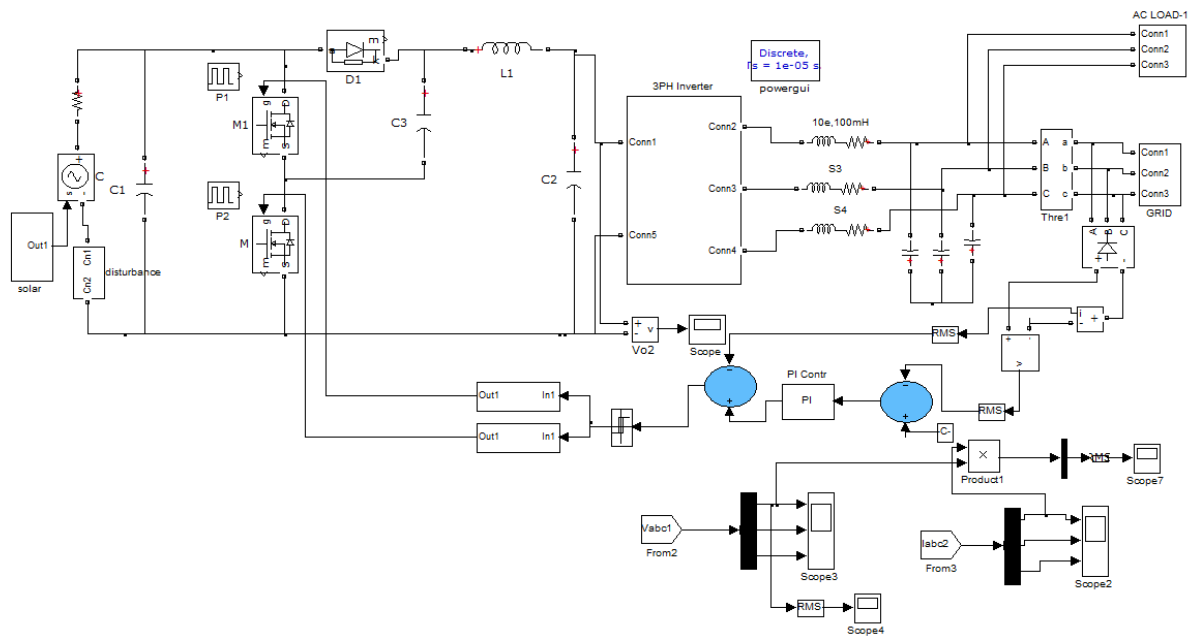 AC LOAD-1
Conn1
Conn2
Conn3
m
a
k
D1
L1
Discrete,
Ts = 1e-05 s.
powergui
P1
g
D
M1
m
S
C3
3PH Inverter
Conn1
Conn2
Conn3
Conn4
Conn5
10e,100mH
S3
S4
A
B
C
a
b
c
Thre1
Conn1
Conn2
Conn3
GRID
C
s
C1
C2
P2
g
D
M
m
S
Out1
solar
Cn1
Cn2
disturbance
A
B
C
+
-
+
-
v
Vo2
Scope
RMS
i
+
-
+
-
v
PI Contr
PI
RMS
C-
Out1
In1
Out1
In1
×
Product1
Scope7
Vabc1
From2
Scope3
Iabc2
From3
Scope2
RMS
Scope4